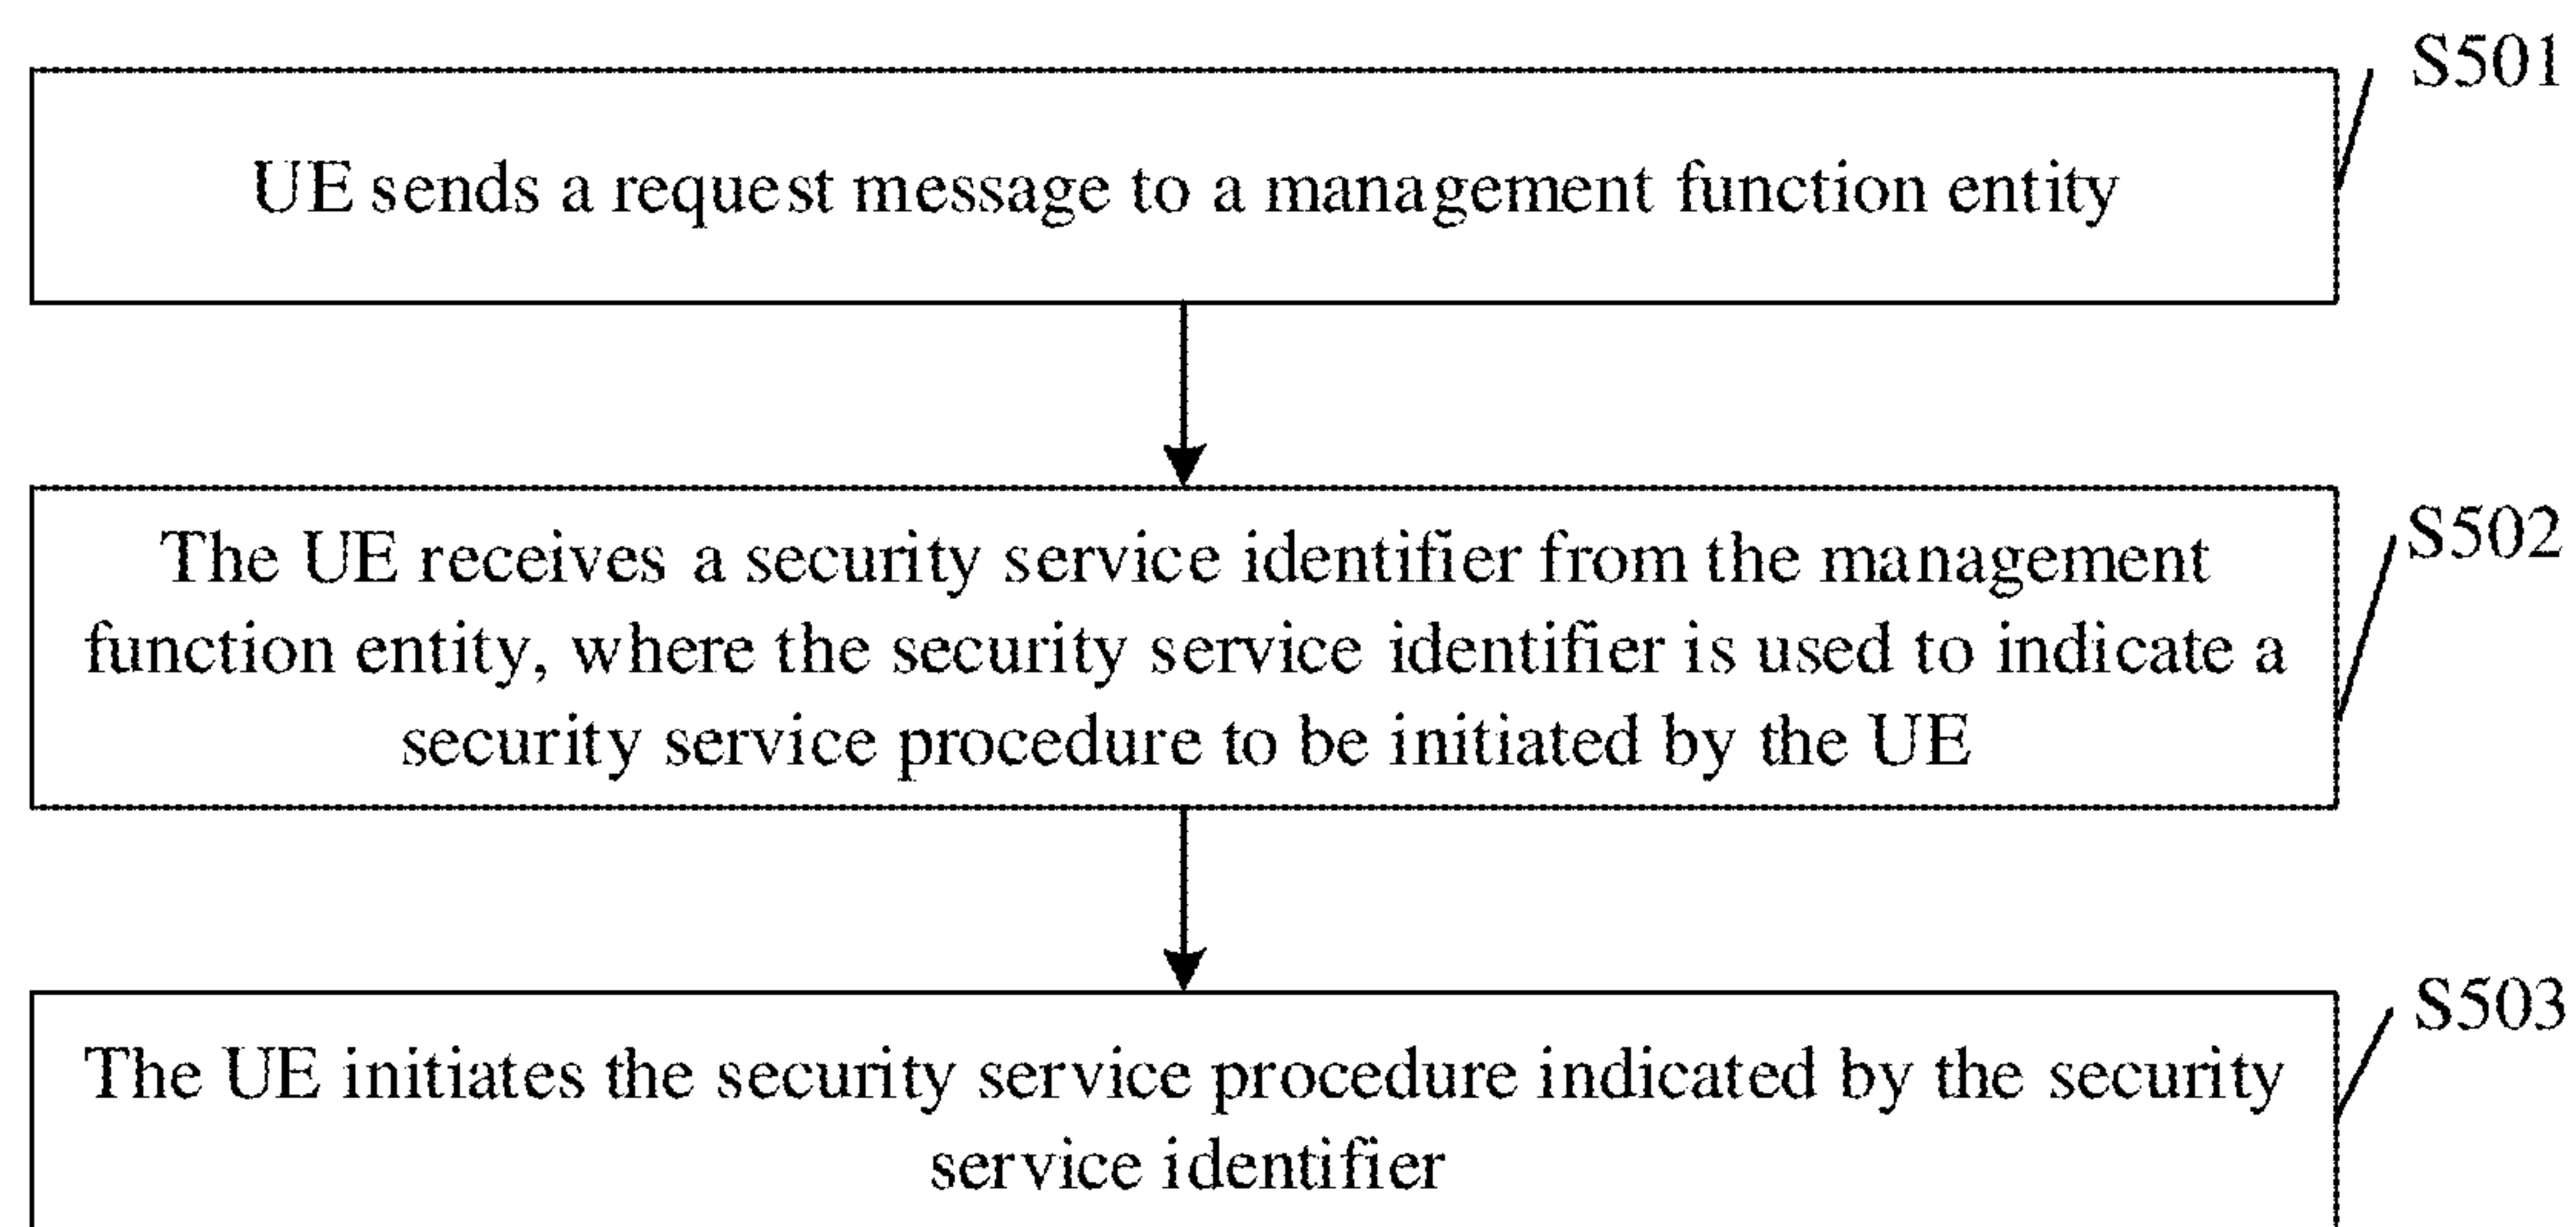 S501
UE sends a request message to a management function entity
S502
The UE receives a security service identifier from the management
function entity, where the security service identifier is used to indicate a
security service procedure to be initiated by the UE
S503
The UE initiates the security service procedure indicated by the security
service identifier